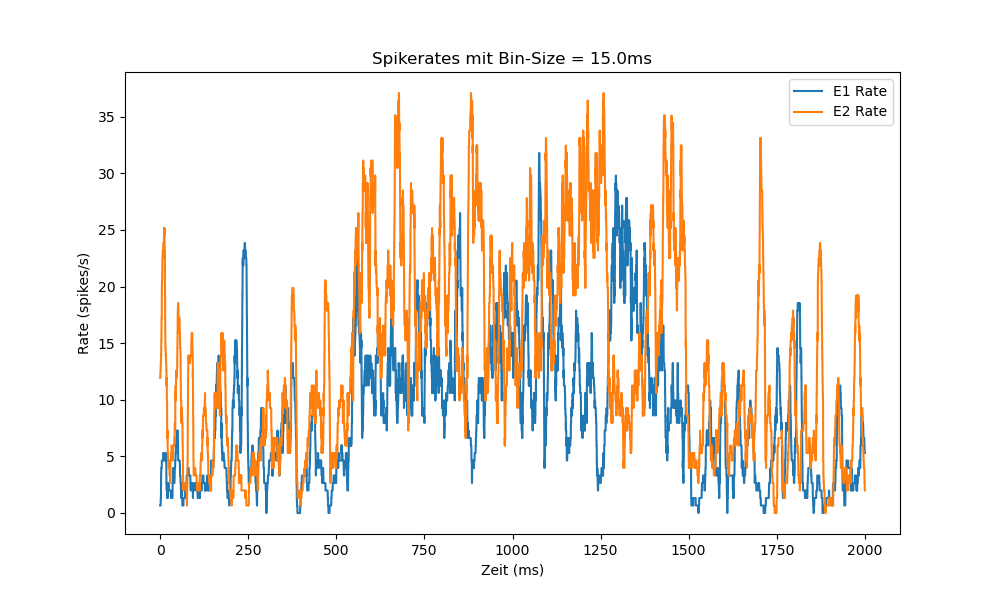 Spikerates mit Bin-Size = 15.0ms
E1 Rate
E2 Rate
Rate (spikes/s)
35
30
25
20
15
10
5
0
0 250 500 750 1000 1250 1500 1750 2000
Zeit (ms)